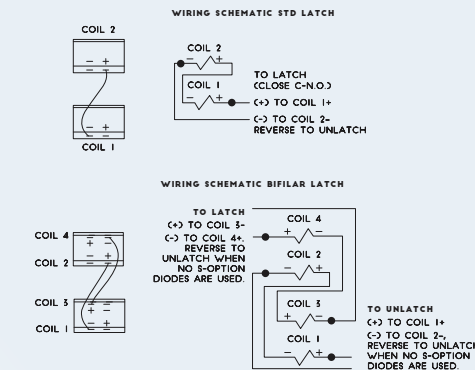 WIRING SCHEMATIC STD LATCH
COIL 2
- +
- +
COIL 1
COIL 2
- +
COIL 1
- +
TO LATCH
(CLOSE C-N.O.)
(+) TO COIL 1+
(-) TO COIL 2-
REVERSE TO UNLATCH
WIRING SCHEMATIC BIFILAR LATCH
COIL 4
COIL 2
COIL 3
COIL 1
TO LATCH
(+) TO COIL 3-
(-) TO COIL 4+.
REVERSE TO
UNLATCH WHEN
NO S-OPTION
DIODES ARE USED.
COIL 4
+ -
COIL 2
- +
COIL 3
+ -
COIL 1
- +
TO UNLATCH
(+) TO COIL 1+
(-) TO COIL 2-,
REVERSE TO UNLATCH
WHEN NO S-OPTION
DIODES ARE USED.